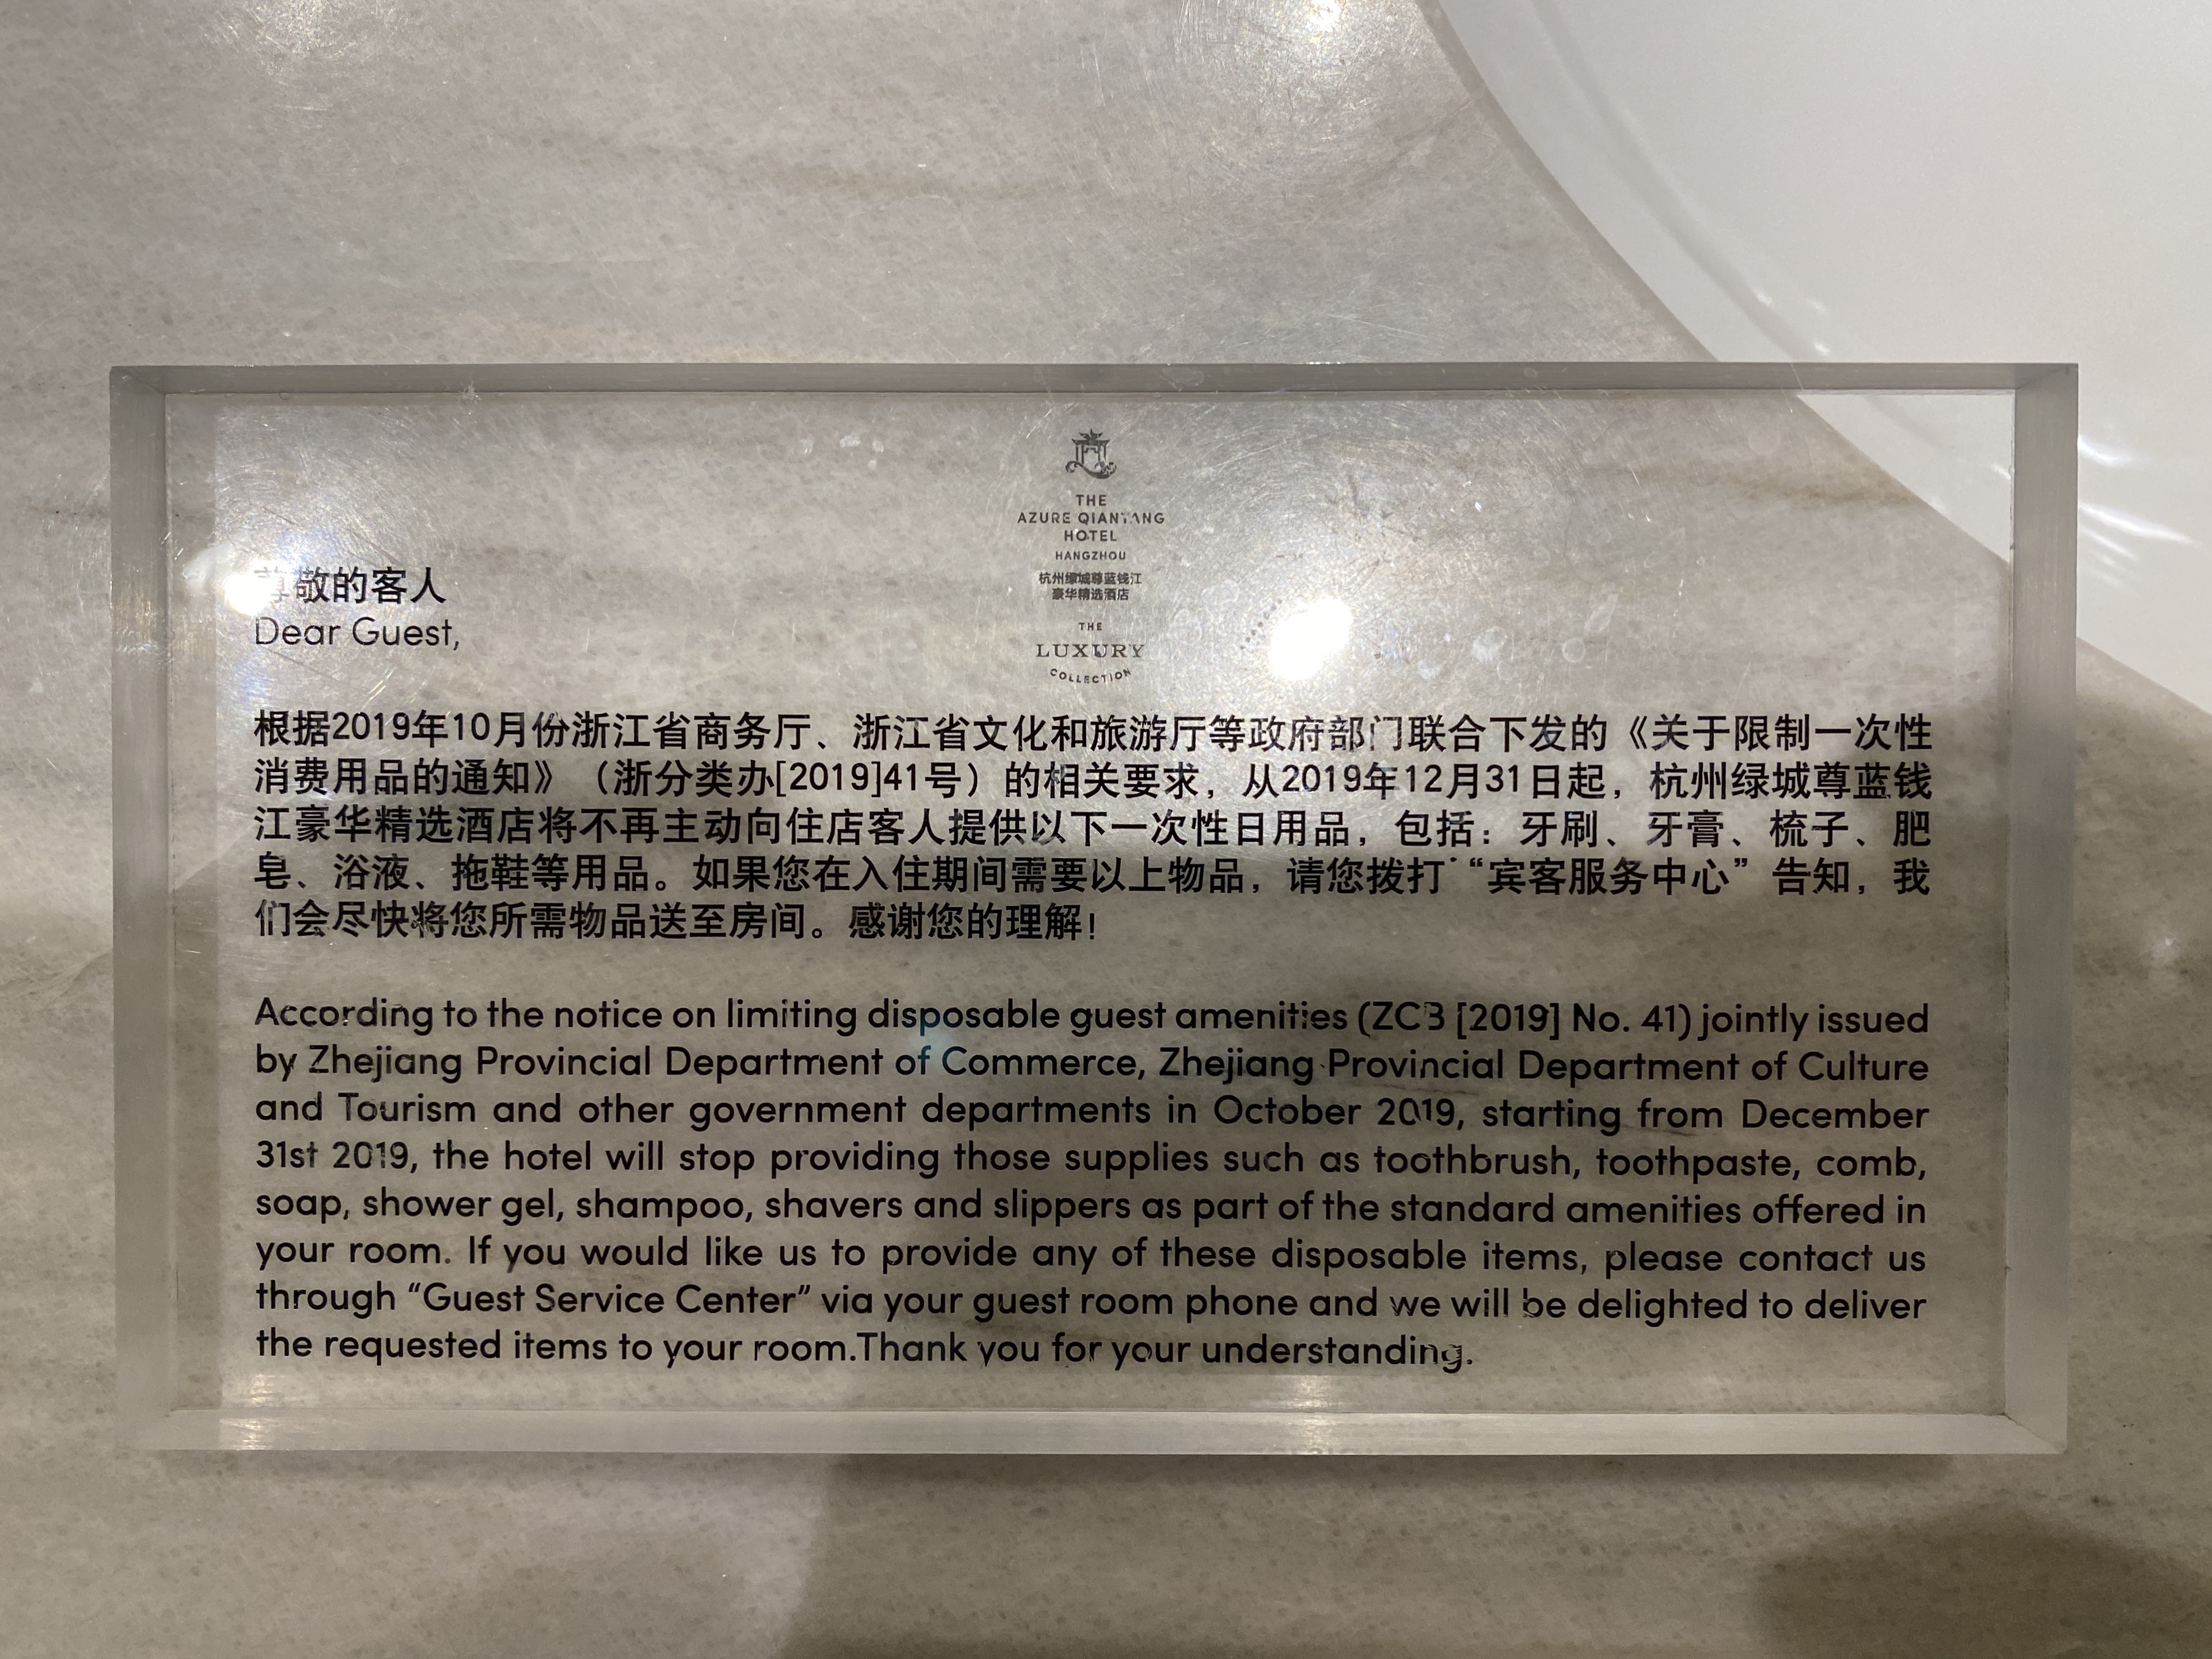 THE
AZURE QIANTANG
HOTEL
HANGZHOU
杭州绿城尊蓝钱江
豪华精选酒店
THE
LUXURY
COLLECTION
尊敬的客人
Dear Guest,
根据2019年10月份浙江省商务厅、浙江省文化和旅游厅等政府部门联合下发的《关于限制一次性
消费用品的通知》（浙分类办[2019]41号）的相关要求，从2019年12月31日起，杭州绿城尊蓝钱
江豪华精选酒店将不再主动向住店客人提供以下一次性日用品，包括：牙刷、牙膏、梳子、肥
皂、浴液、拖鞋等用品。如果您在入住期间需要以上物品，请您拨打“宾客服务中心”告知，我
们会尽快将您所需物品送至房间。感谢您的理解！
According to the notice on limiting disposable guest amenities (ZCB [2019] No. 41) jointly issued
by Zhejiang Provincial Department of Commerce, Zhejiang Provincial Department of Culture
and Tourism and other government departments in October 2019, starting from December
31st 2019, the hotel will stop providing those supplies such as toothbrush, toothpaste, comb,
soap, shower gel, shampoo, shavers and slippers as part of the standard amenities offered in
your room. If you would like us to provide any of these disposable items, please contact us
through “Guest Service Center” via your guest room phone and we will be delighted to deliver
the requested items to your room.Thank you for your understanding.